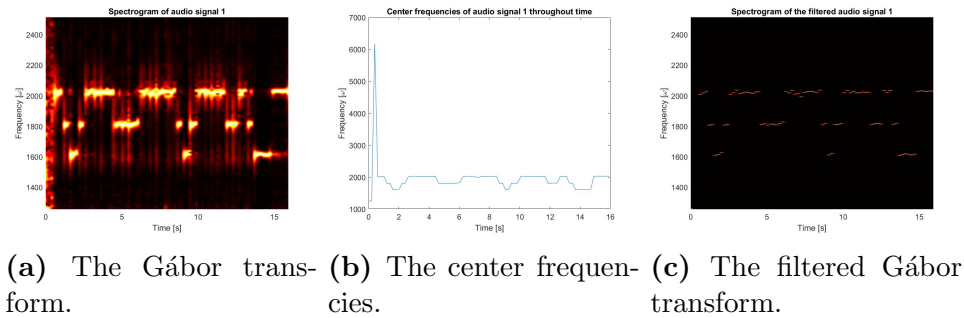 Spectrogram of audio signal 1
2400
2200
2000
1800
1600
1400
Frequency [ω]
0
5
10
15
Time [s]
Center frequencies of audio signal 1 throughout time
7000
6000
5000
4000
3000
2000
1000
Frequency [ω]
0 2 4 6 8 10 12 14 16
Time [s]
Spectrogram of the filtered audio signal 1
2400
2200
2000
1800
1600
1400
Frequency [ω]
0
5
10
15
Time [s]
(a) The Gábor trans-
form.
(b) The center frequen-
cies.
(c) The filtered Gábor
transform.